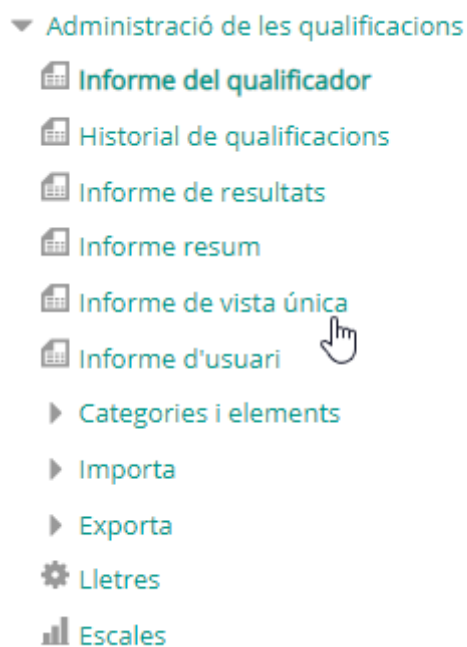 Administració de les qualificacions
Informe del qualificador
Historial de qualificacions
Informe de resultats
Informe resum
Informe de vista única
Informe d'usuari
Categories i elements
Importa
Exporta
Lletres
Escales